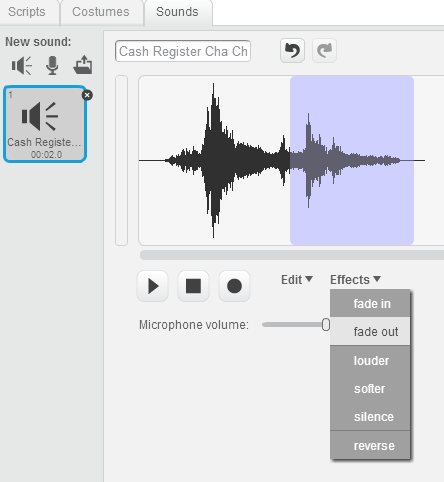 Scripts
Costumes
Sounds
New sound:
Cash Register Cha Ch
1
Cash Registe...
00:02.0
Edit
Effects
fade in
fade out
louder
softer
silence
reverse
Microphone volume: